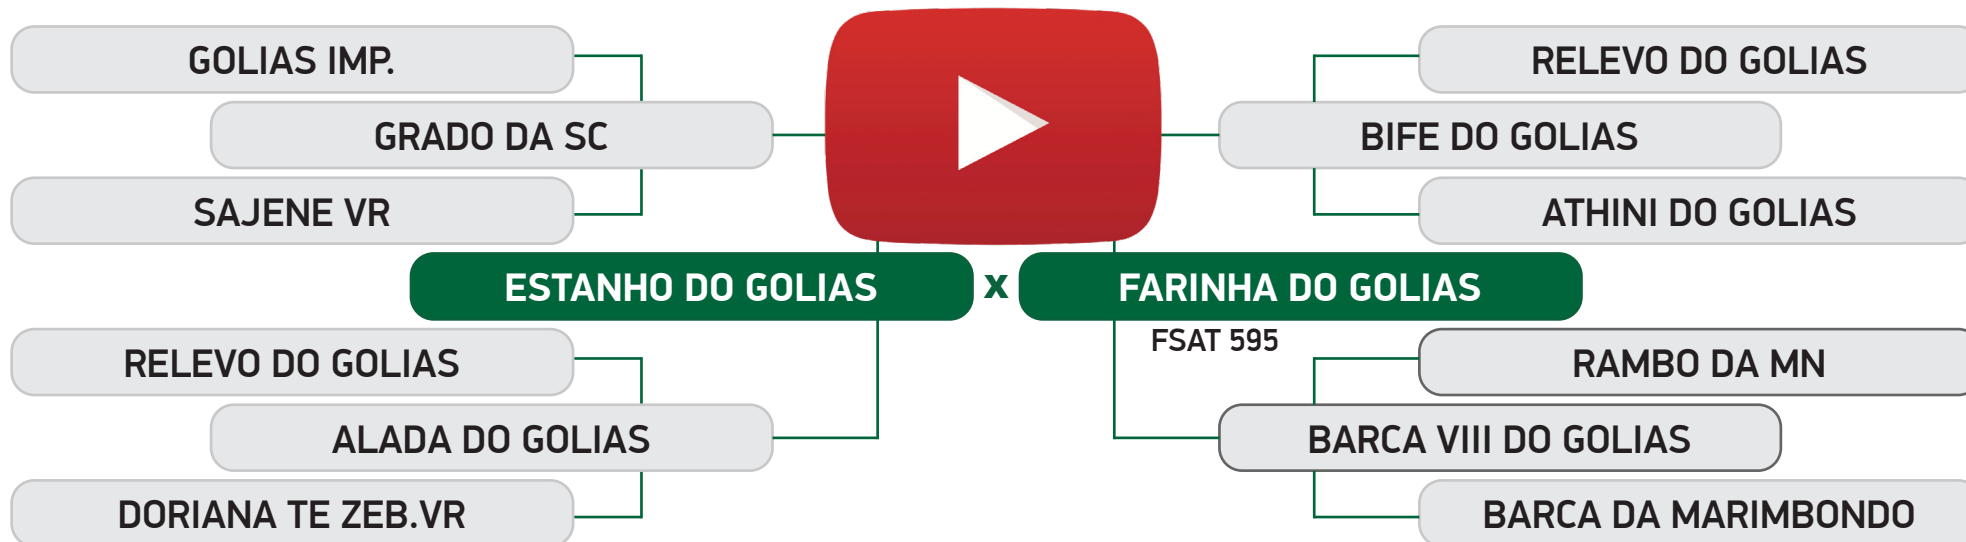 GOLIAS IMP.
GRADO DA SC
SAJENE VR
RELEVO DO GOLIAS
BIFE DO GOLIAS
ATHINI DO GOLIAS
ESTANHO DO GOLIAS x FARINHA DO GOLIAS
FSAT 595
RELEVO DO GOLIAS
ALADA DO GOLIAS
DORIANA TE ZEB.VR
RAMBO DA MN
BARCA VIII DO GOLIAS
BARCA DA MARIMBONDO